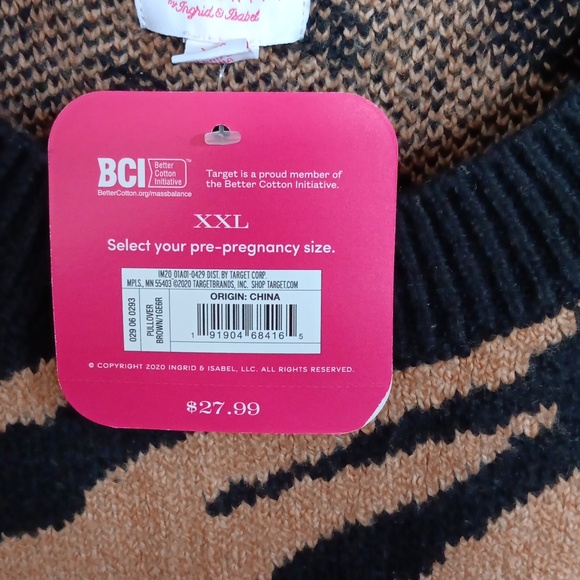 by Ingrid & Isabel
BCI
Better
Cotton
Initiative
™
BetterCotton.org/massbalance
Target is a proud member of
the Better Cotton Initiative.
XXL
Select your pre-pregnancy size.
IM20 01A01-0429 DIST. BY TARGET CORP.
MPLS, MN 55403 ©2020 TARGETBRANDS, INC. SHOP TARGET.COM
029 06 0293
PULLOVER
BROWN/1GE6R
ORIGIN: CHINA
1 91904 68416 5
© COPYRIGHT 2020 INGRID & ISABEL, LLC. ALL RIGHTS RESERVED.
$27.99